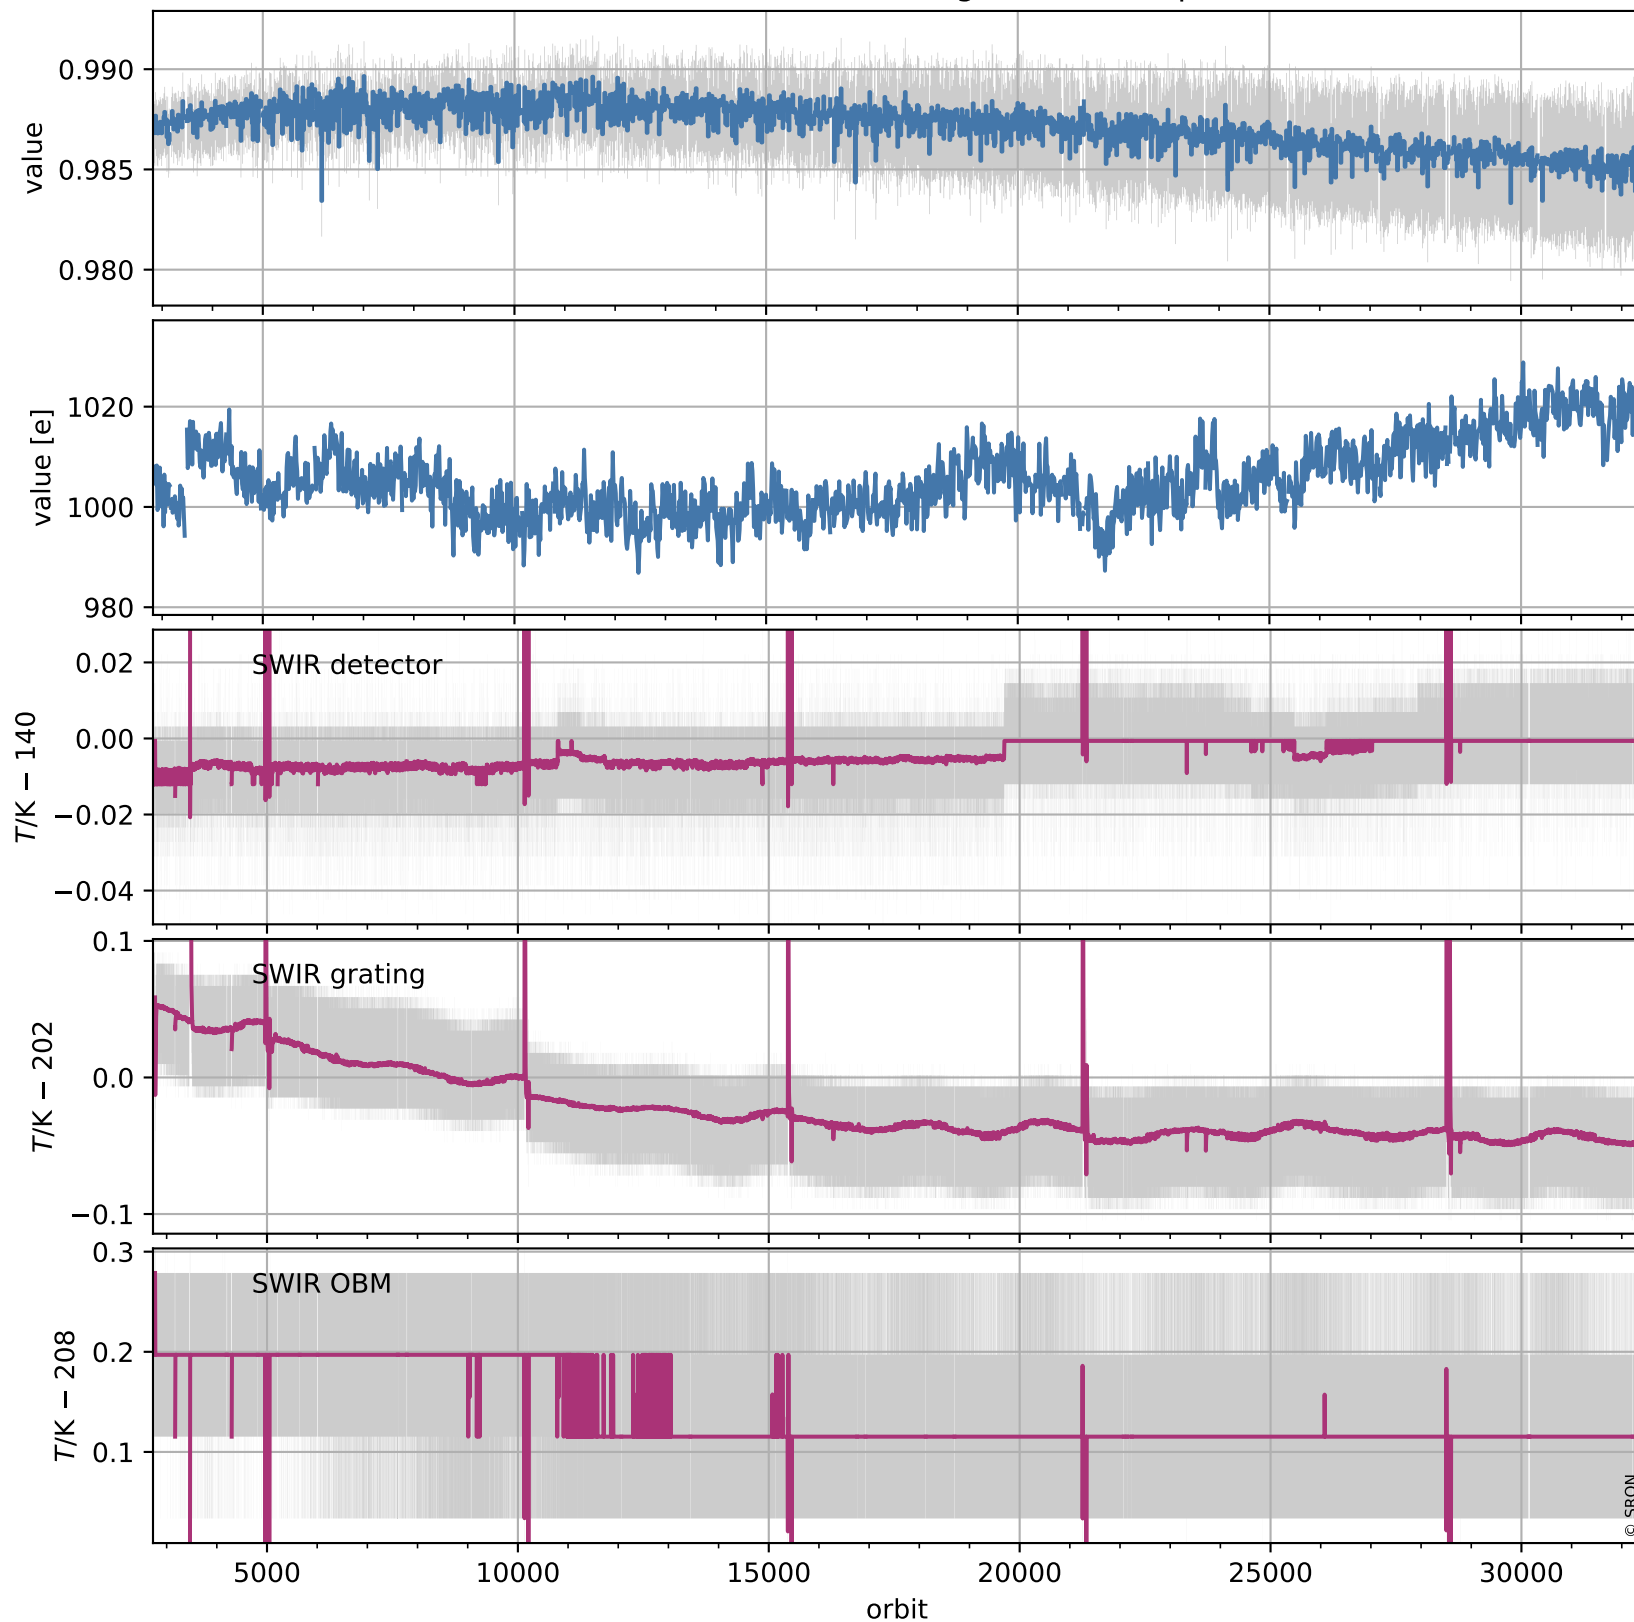 0.990
0.985
0.980
value
1020
1000
980
value [e]
SWIR detector
0.02
0.00
−0.02
−0.04
T/K − 140
SWIR grating
0.1
0.0
−0.1
T/K − 202
SWIR OBM
0.3
0.2
0.1
T/K − 208
© SRON
5000 10000 15000 20000 25000 30000
orbit